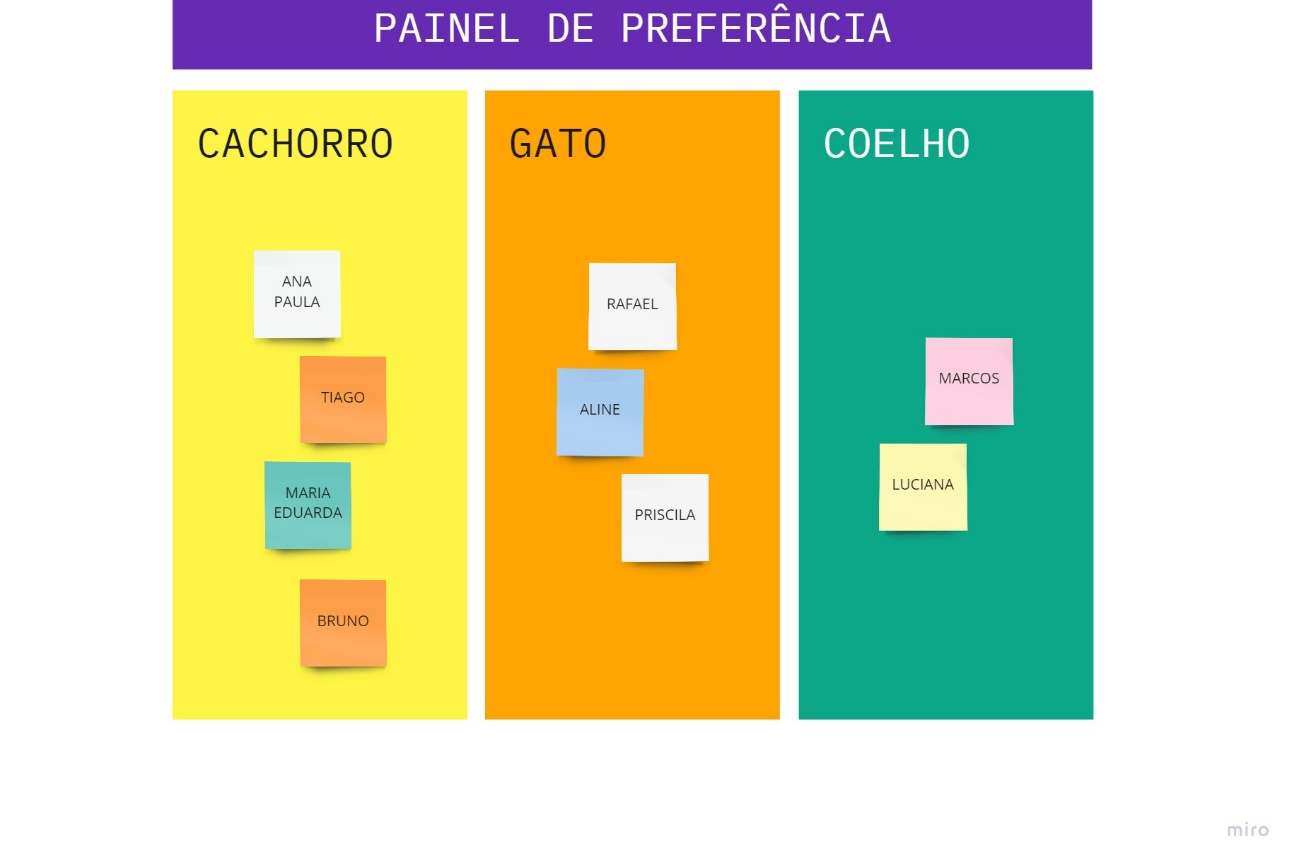 PAINEL DE PREFERÊNCIA
CACHORRO
ANA
PAULA
TIAGO
MARIA
EDUARDA
BRUNO
GATO
RAFAEL
ALINE
PRISCILA
COELHO
MARCOS
LUCIANA
miro